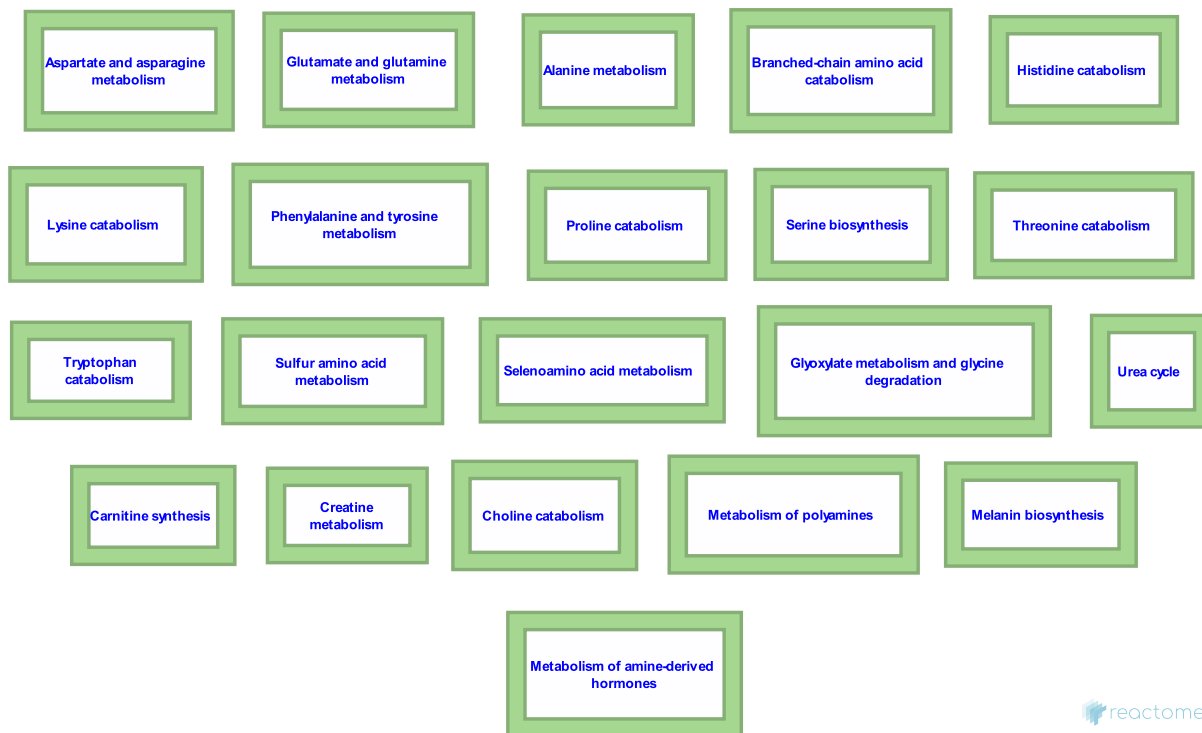 Aspartate and asparagine
metabolism
Glutamate and glutamine
metabolism
Alanine metabolism
Branched-chain amino acid
catabolism
Histidine catabolism
Lysine catabolism
Phenylalanine and tyrosine
metabolism
Proline catabolism
Serine biosynthesis
Threonine catabolism
Tryptophan
catabolism
Sulfur amino acid
metabolism
Selenoamino acid metabolism
Glyoxylate metabolism and glycine
degradation
Urea cycle
Carnitine synthesis
Creatine
metabolism
Choline catabolism
Metabolism of polyamines
Melanin biosynthesis
Metabolism of amine-derived
hormones
reactome